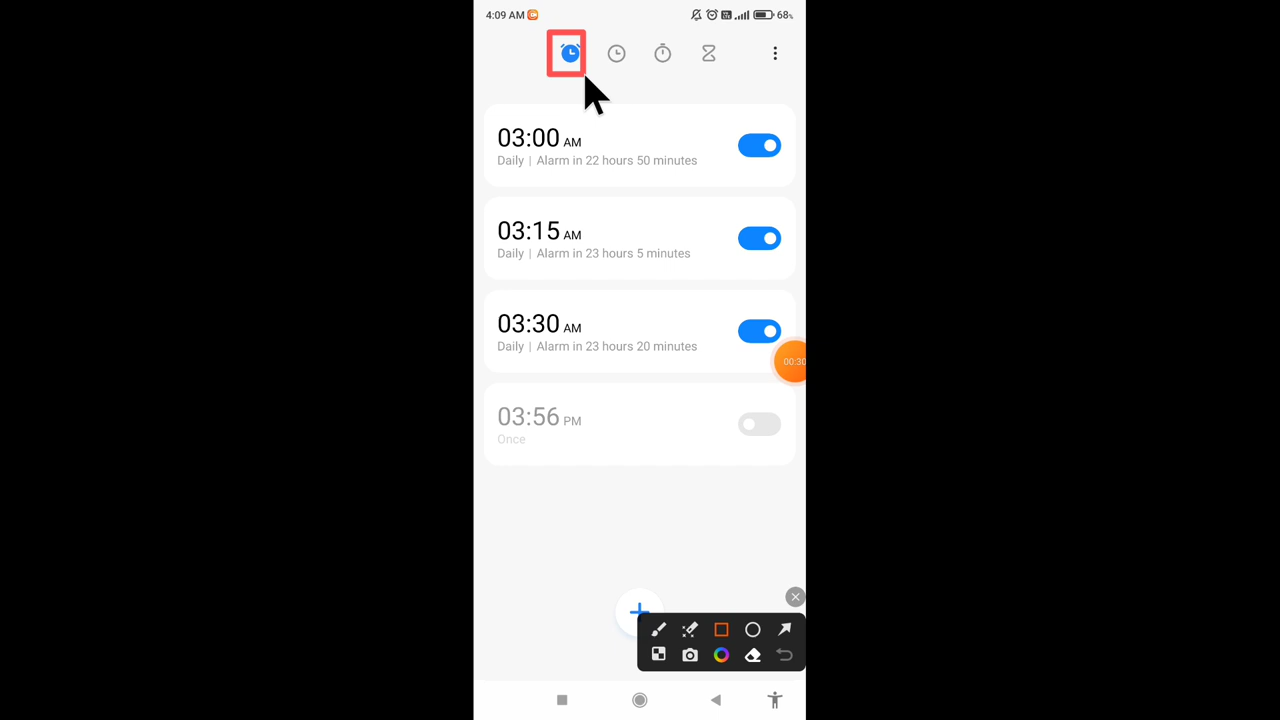 4:09 AM 68%
03:00 AM
Daily | Alarm in 22 hours 50 minutes
03:15 AM
Daily | Alarm in 23 hours 5 minutes
03:30 AM
Daily | Alarm in 23 hours 20 minutes
00:30
03:56 PM
Once